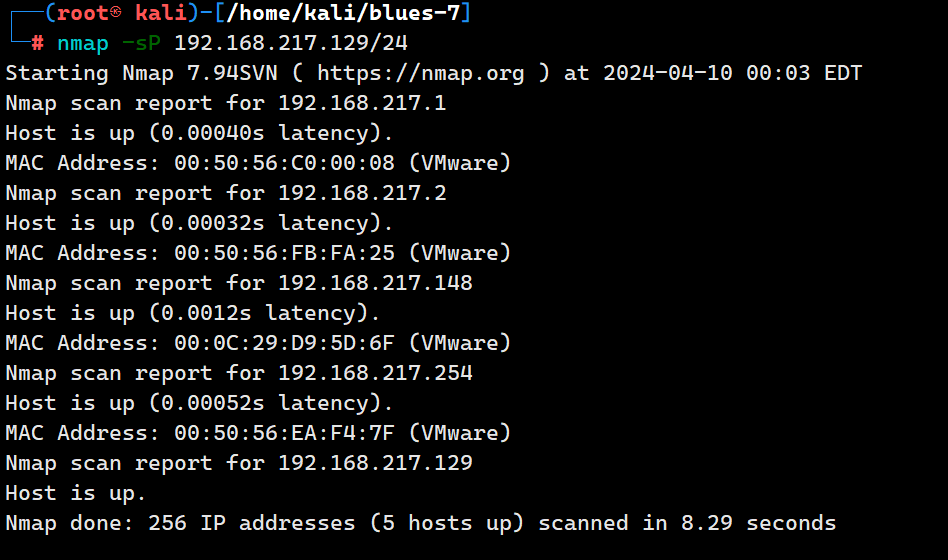 ┌──(root㉿ kali)-[/home/kali/blues-7]
└─# nmap -sP 192.168.217.129/24
Starting Nmap 7.94SVN ( https://nmap.org ) at 2024-04-10 00:03 EDT
Nmap scan report for 192.168.217.1
Host is up (0.00040s latency).
MAC Address: 00:50:56:C0:00:08 (VMware)
Nmap scan report for 192.168.217.2
Host is up (0.00032s latency).
MAC Address: 00:50:56:FB:FA:25 (VMware)
Nmap scan report for 192.168.217.148
Host is up (0.0012s latency).
MAC Address: 00:0C:29:D9:5D:6F (VMware)
Nmap scan report for 192.168.217.254
Host is up (0.00052s latency).
MAC Address: 00:50:56:EA:F4:7F (VMware)
Nmap scan report for 192.168.217.129
Host is up.
Nmap done: 256 IP addresses (5 hosts up) scanned in 8.29 seconds